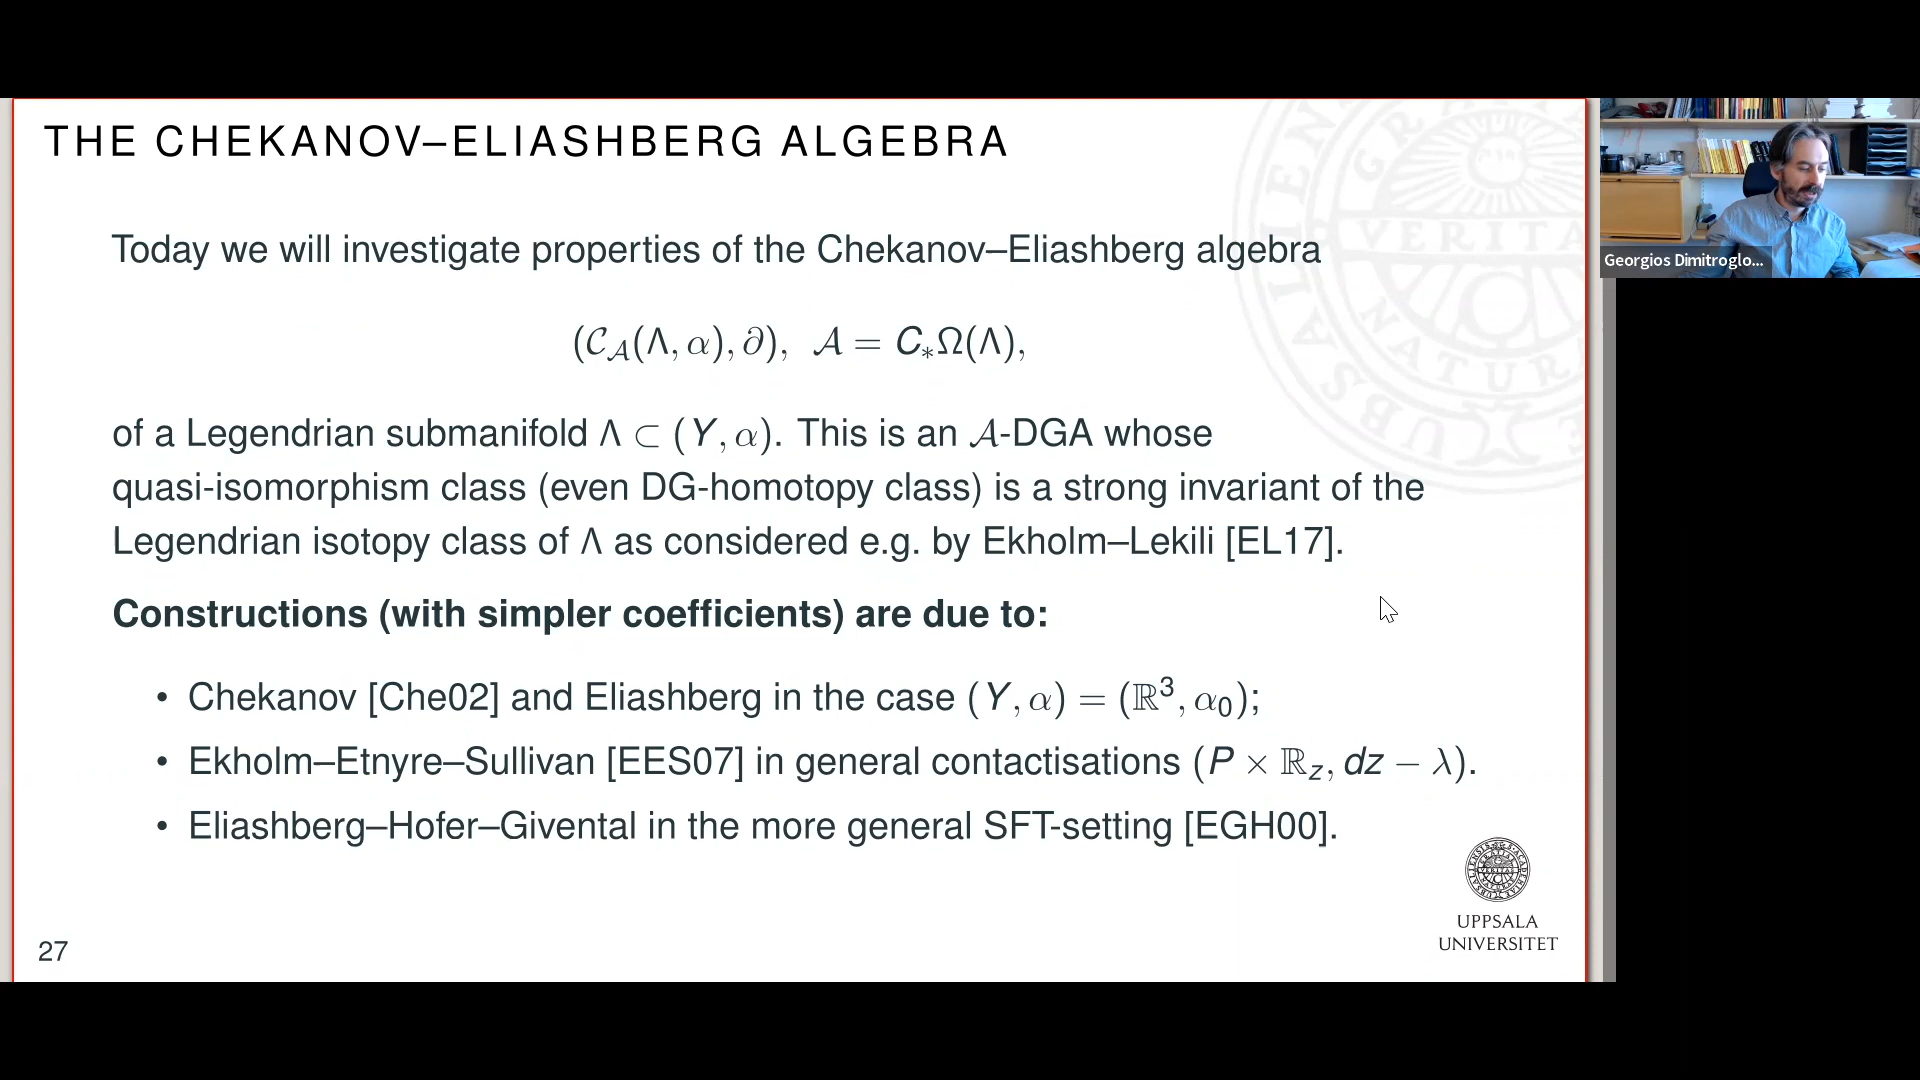 THE CHEKANOV–ELIASHBERG ALGEBRA
Today we will investigate properties of the Chekanov–Eliashberg algebra
(𝒞_𝒜(Λ, α), ∂), 𝒜 = C_*Ω(Λ),
of a Legendrian submanifold Λ ⊂ (Y, α). This is an 𝒜-DGA whose
quasi-isomorphism class (even DG-homotopy class) is a strong invariant of the
Legendrian isotopy class of Λ as considered e.g. by Ekholm–Lekili [EL17].
Constructions (with simpler coefficients) are due to:
• Chekanov [Che02] and Eliashberg in the case (Y, α) = (ℝ³, α₀);
• Ekholm–Etnyre–Sullivan [EES07] in general contactisations (P × ℝ_z, dz − λ).
• Eliashberg–Hofer–Givental in the more general SFT-setting [EGH00].
27
UPPSALA
UNIVERSITET
Georgios Dimitroglo...